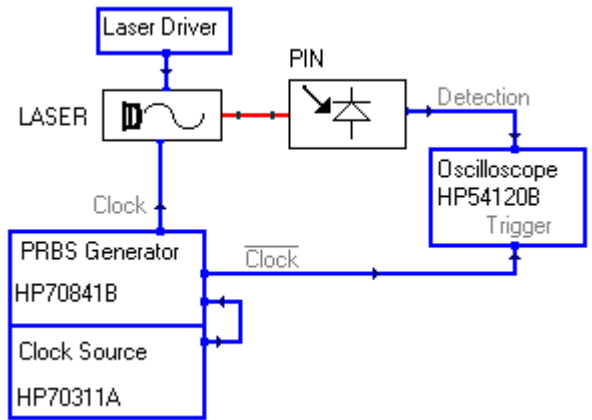 Laser Driver
PIN
LASER
Detection
Oscilloscope
HP54120B
Trigger
Clock
PRBS Generator
Clock
HP70841B
Clock Source
HP70311A